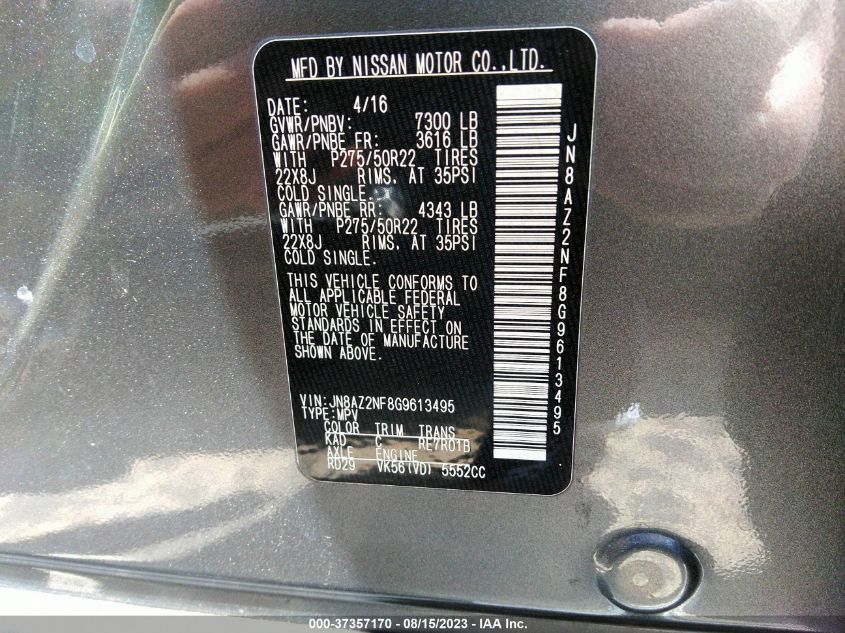 MFD BY NISSAN MOTOR CO.,LTD.
DATE: 4/16
GVWR/PNBV: 7300 LB
GAWR/PNBE FR: 3616 LB
WITH P275/50R22 TIRES
22X8J RIMS, AT 35PSI
COLD SINGLE.
GAWR/PNBE RR: 4343 LB
WITH P275/50R22 TIRES
22X8J RIMS, AT 35PSI
COLD SINGLE.
THIS VEHICLE CONFORMS TO
ALL APPLICABLE FEDERAL
MOTOR VEHICLE SAFETY
STANDARDS IN EFFECT ON
THE DATE OF MANUFACTURE
SHOWN ABOVE.
VIN:JN8AZ2NF8G9613495
TYPE:MPV
COLOR TRIM TRANS
KAD C RE7R01B
AXLE ENGINE
RD29 VK56(VD) 5552CC
JN8AZ2NF8G9613495
000-37357170 - 08/15/2023 - IAA Inc.